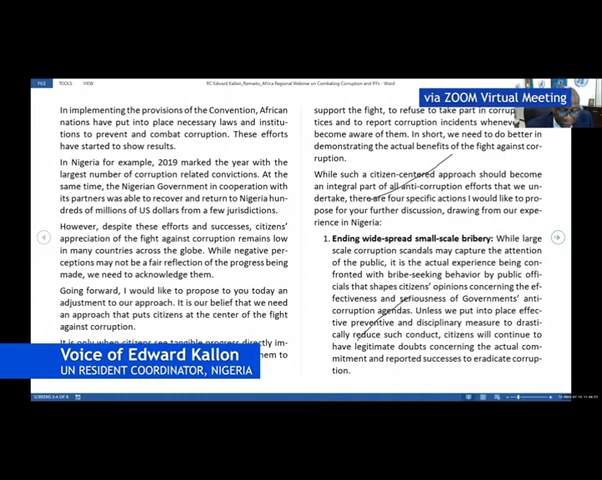 FILE TOOLS VIEW
RC Edward Kallon_Remarks_Africa Regional Webinar on Combating Corruption and IFFs - Word
via ZOOM Virtual Meeting
In implementing the provisions of the Convention, African
nations have put into place necessary laws and institu-
tions to prevent and combat corruption. These efforts
have started to show results.
In Nigeria for example, 2019 marked the year with the
largest number of corruption related convictions. At the
same time, the Nigerian Government in cooperation with
its partners was able to recover and return to Nigeria hun-
dreds of millions of US dollars from a few jurisdictions.
However, despite these efforts and successes, citizens'
appreciation of the fight against corruption remains low
in many countries across the globe. While negative per-
ceptions may not be a fair reflection of the progress being
made, we need to acknowledge them.
Going forward, I would like to propose to you today an
adjustment to our approach. It is our belief that we need
an approach that puts citizens at the center of the fight
against corruption.
It is only when citizens see tangible progress directly im-
them to
Voice of Edward Kallon
UN RESIDENT COORDINATOR, NIGERIA
support the fight, to refuse to take part in corrup
tices and to report corruption incidents wheneve
become aware of them. In short, we need to do better in
demonstrating the actual benefits of the fight against cor-
ruption.
While such a citizen-centered approach should become
an integral part of all anti-corruption efforts that we un-
dertake, there are four specific actions I would like to pro-
pose for your further discussion, drawing from our expe-
rience in Nigeria:
1. Ending wide-spread small-scale bribery: While large
scale corruption scandals may capture the attention
of the public, it is the actual experience being con-
fronted with bribe-seeking behavior by public offi-
cials that shapes citizens' opinions concerning the ef-
fectiveness and seriousness of Governments' anti-
corruption agendas. Unless we put into place effec-
tive preventive and disciplinary measure to drasti-
cally reduce such conduct, citizens will continue to
have legitimate doubts concerning the actual com-
mitment and reported successes to eradicate corrup-
tion.